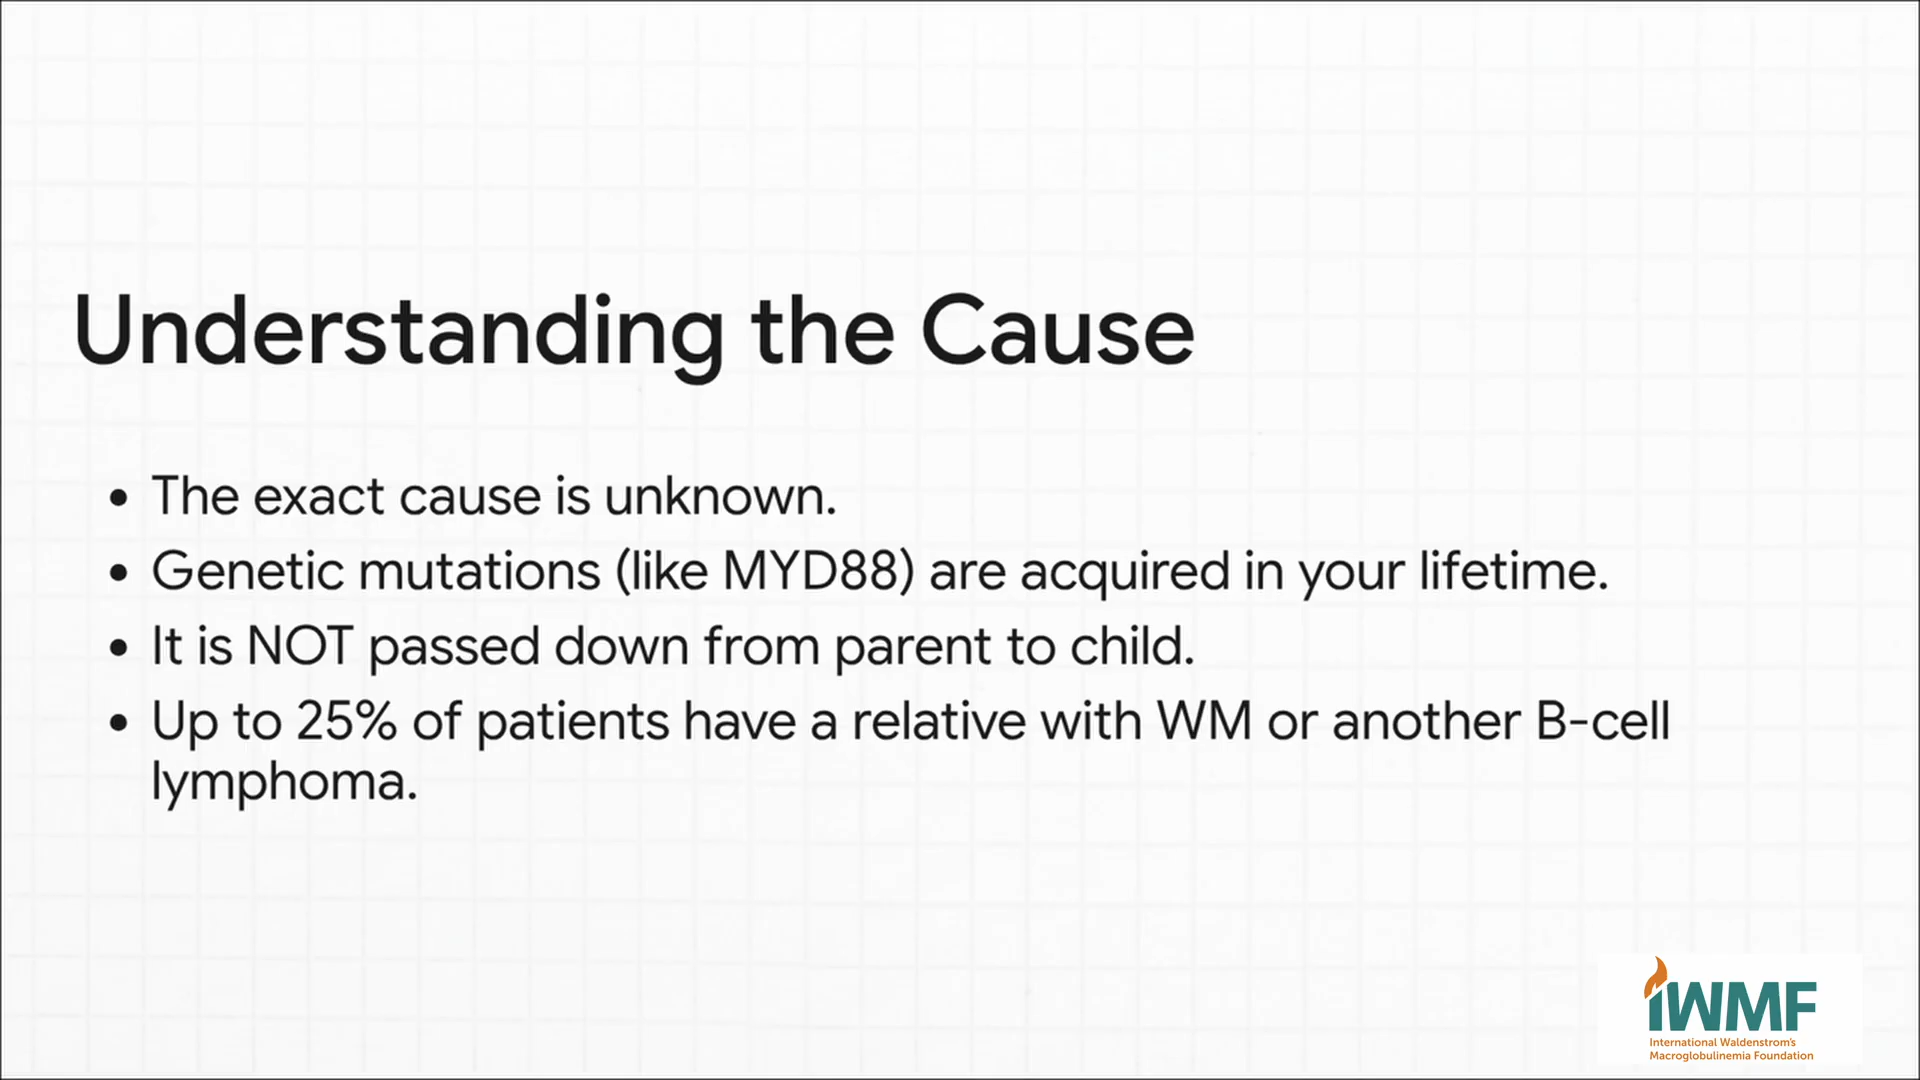 Understanding the Cause
• The exact cause is unknown.
• Genetic mutations (like MYD88) are acquired in your lifetime.
• It is NOT passed down from parent to child.
• Up to 25% of patients have a relative with WM or another B-cell
lymphoma.
iWMF
International Waldenstrom's
Macroglobulinemia Foundation